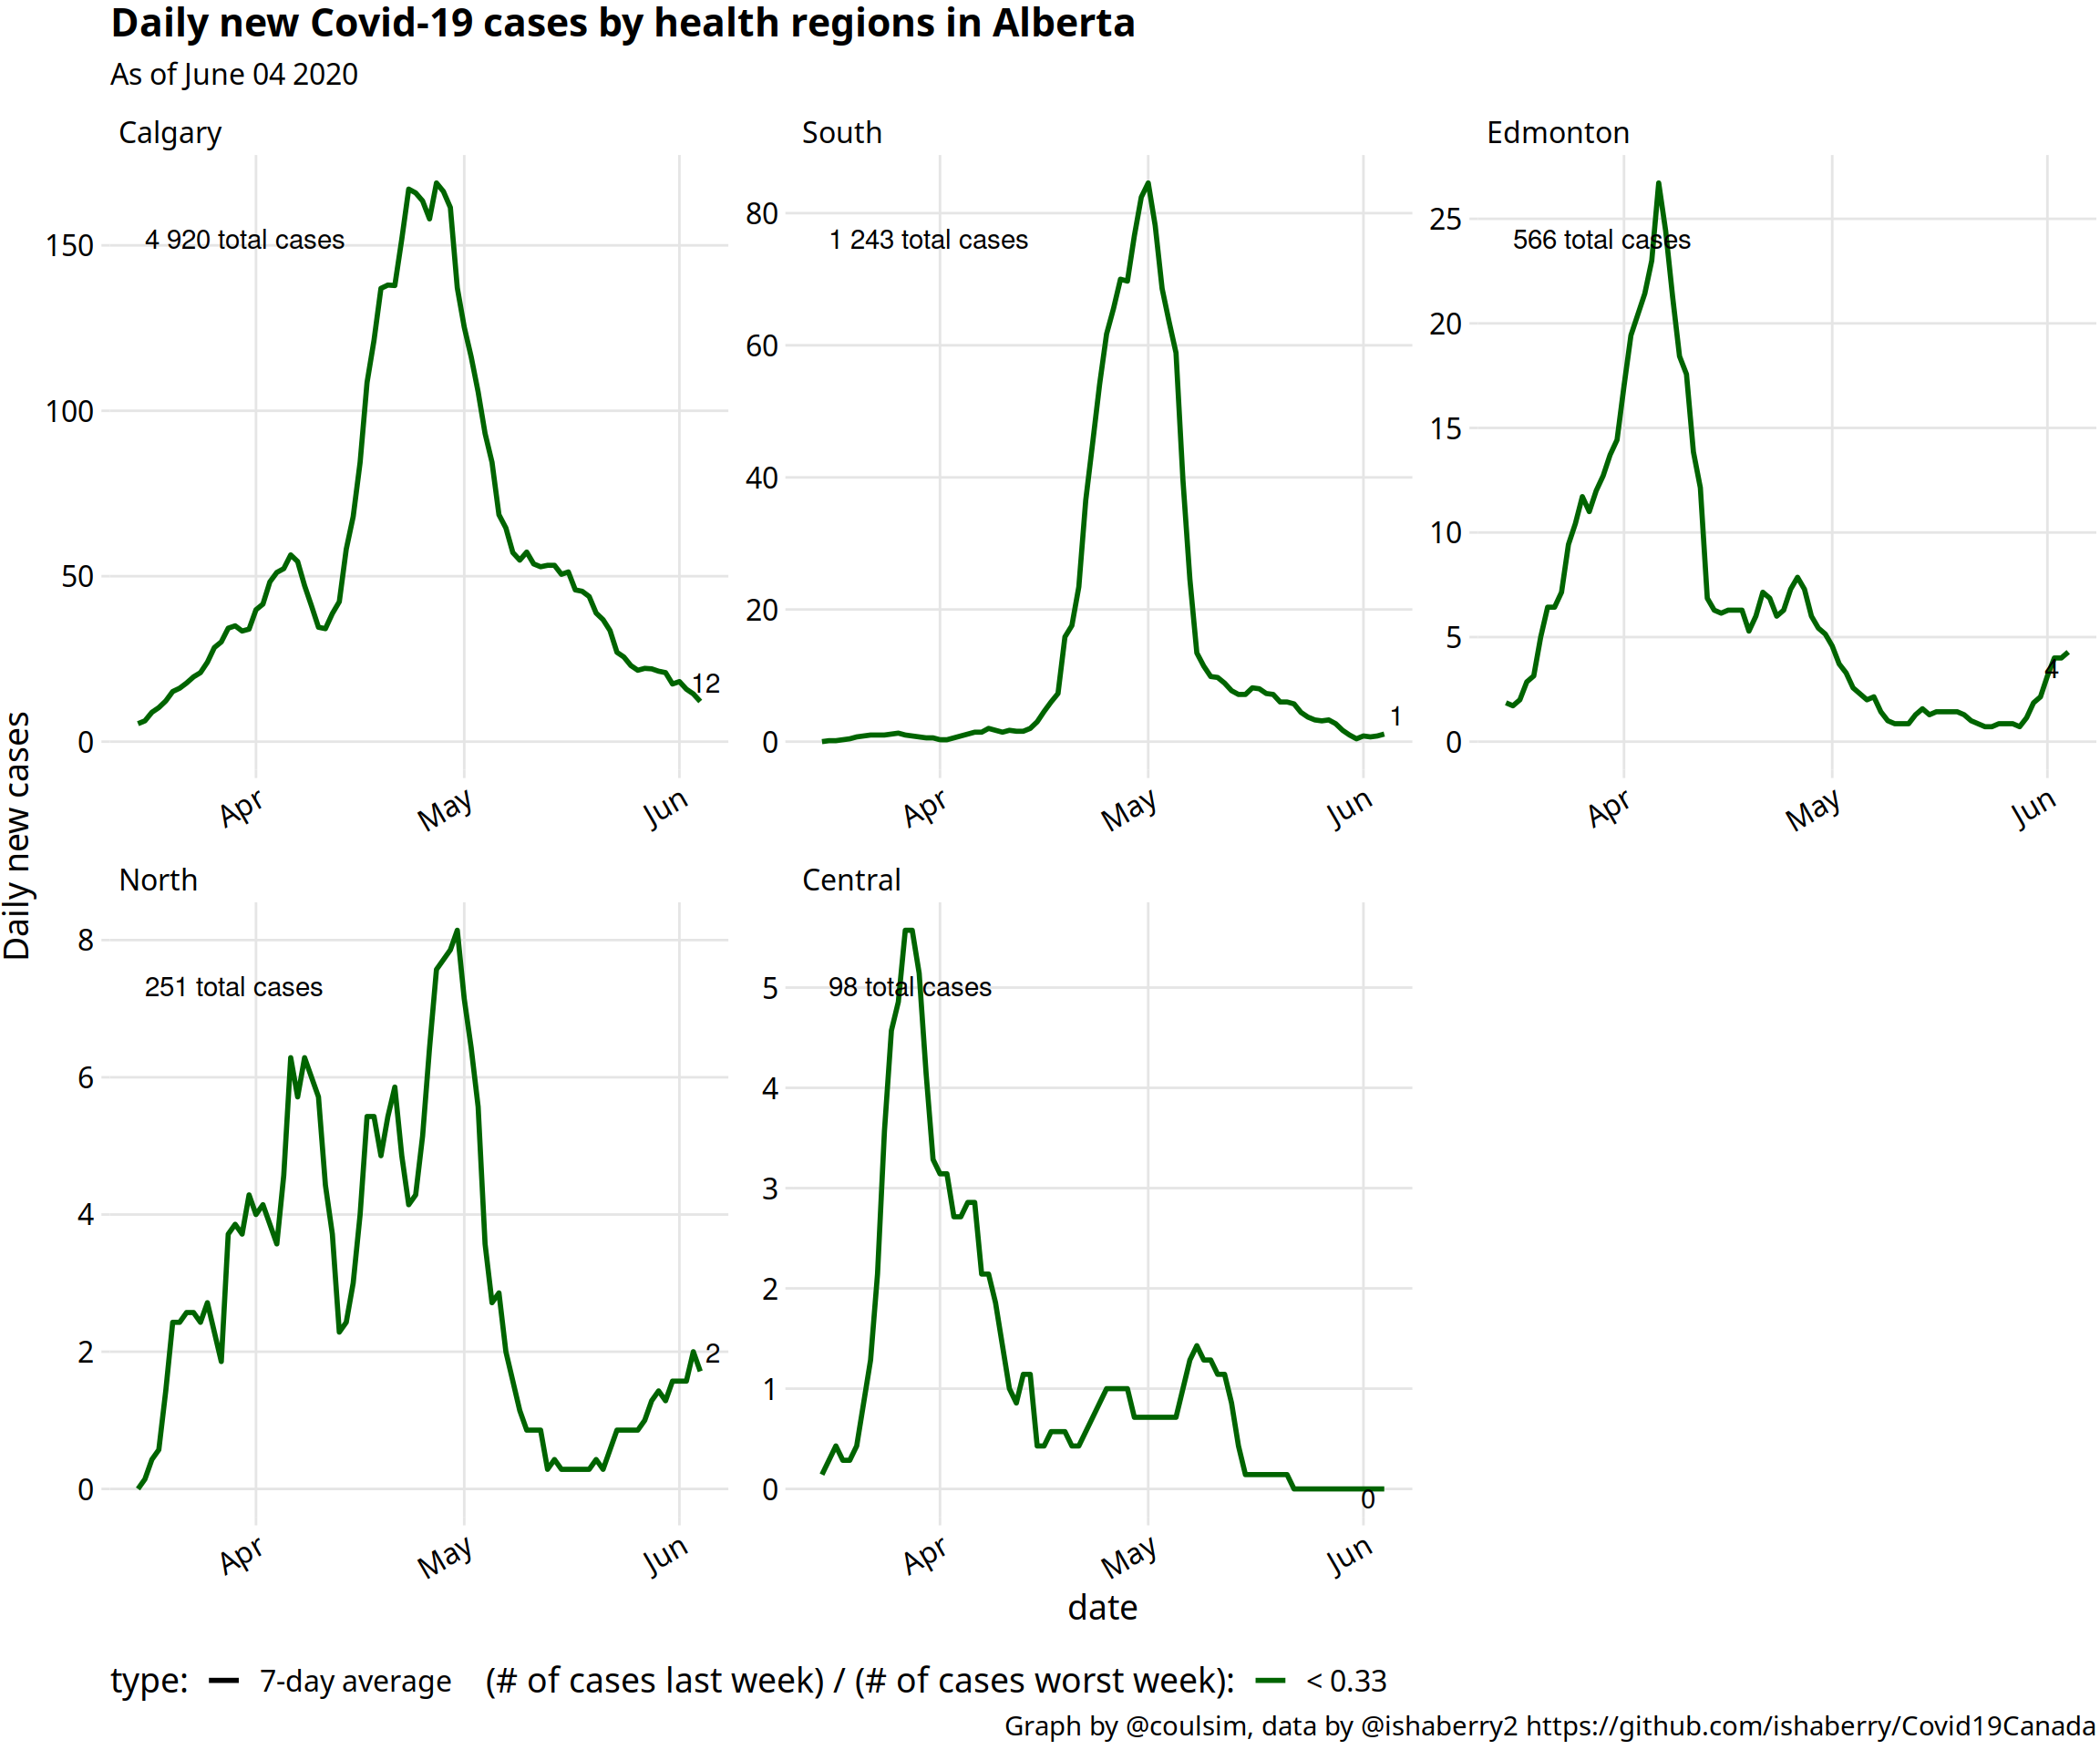 Daily new Covid-19 cases by health regions in Alberta
As of June 04 2020
Calgary
South
Edmonton
150
100
50
0
4 920 total cases
12
Apr
May
Jun
80
60
40
20
0
1 243 total cases
1
Apr
May
Jun
25
20
15
10
5
0
566 total cases
4
Apr
May
Jun
Daily new cases
North
Central
8
6
4
2
0
251 total cases
2
Apr
May
Jun
5
4
3
2
1
0
98 total cases
0
Apr
May
Jun
date
type: 7-day average (# of cases last week) / (# of cases worst week): < 0.33
Graph by @coulsim, data by @ishaberry2 https://github.com/ishaberry/Covid19Canada